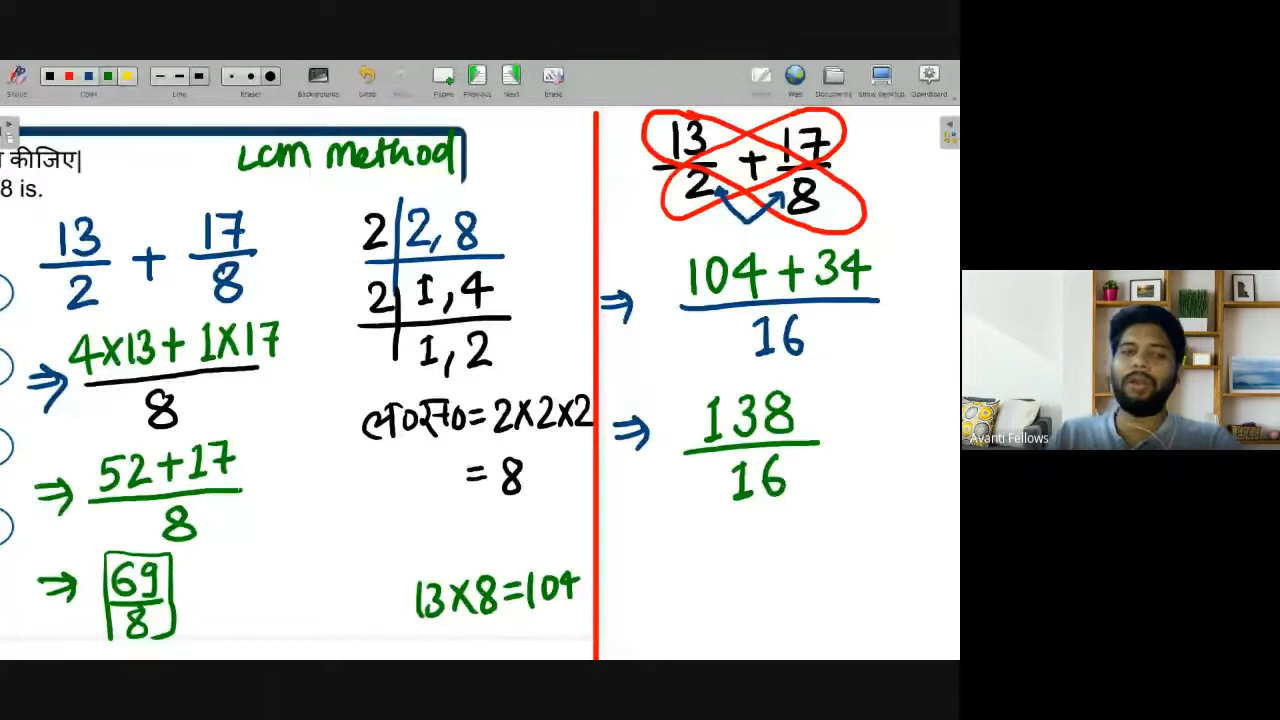 Stylus
Color
Line
Eraser
Backgrounds
Undo
Pages
Previous
Next
Erase
Web
Documents
Show Desktop
OpenBoard
कीजिए|
8 is.
LCM method
13/2 + 17/8
⇒ 4×13 + 1×17 / 8
⇒ 52+17 / 8
⇒ 69/8
2 | 2, 8
2 | 1, 4
1, 2
ल०स० = 2×2×2
= 8
13×8=104
13/2 + 17/8
⇒ 104+34 / 16
⇒ 138/16
Avanti Fellows